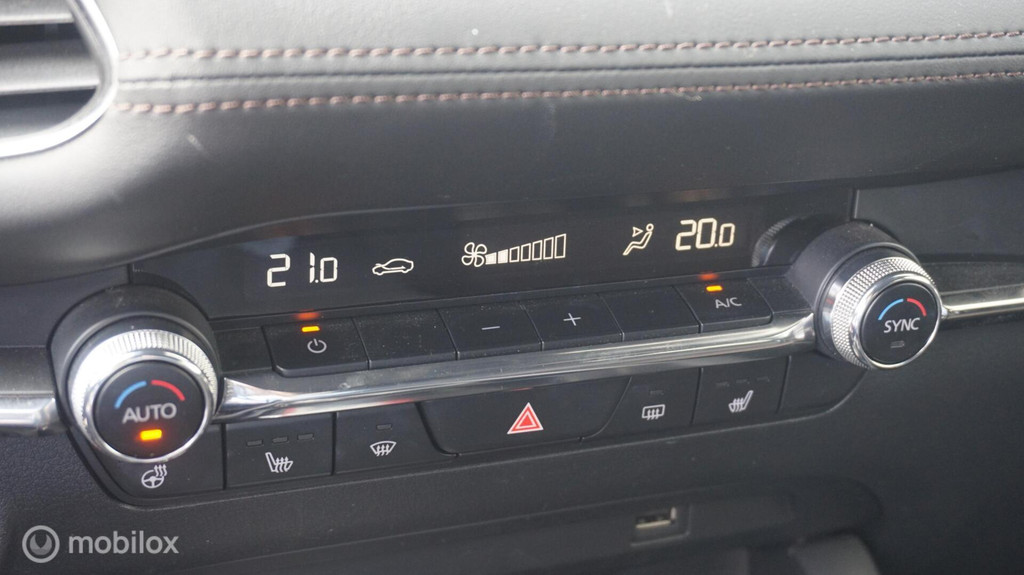 21.0 20.0
A/C
SYNC
AUTO
mobilox